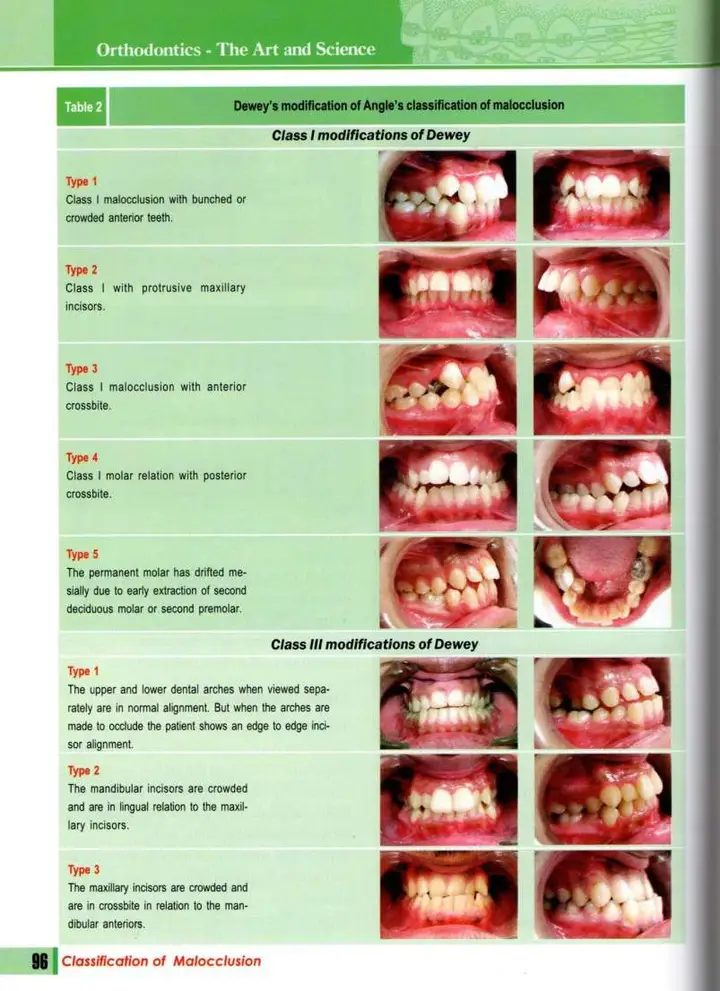 Orthodontics - The Art and Science
Table 2
Dewey's modification of Angle's classification of malocclusion
Class I modifications of Dewey
Type 1
Class I malocclusion with bunched or
crowded anterior teeth.
Type 2
Class I with protrusive maxillary
incisors.
Type 3
Class I malocclusion with anterior
crossbite.
Type 4
Class I molar relation with posterior
crossbite.
Type 5
The permanent molar has drifted me-
sially due to early extraction of second
deciduous molar or second premolar.
Class III modifications of Dewey
Type 1
The upper and lower dental arches when viewed sepa-
rately are in normal alignment. But when the arches are
made to occlude the patient shows an edge to edge inci-
sor alignment.
Type 2
The mandibular incisors are crowded
and are in lingual relation to the maxil-
lary incisors.
Type 3
The maxillary incisors are crowded and
are in crossbite in relation to the man-
dibular anteriors.
96 Classification of Malocclusion